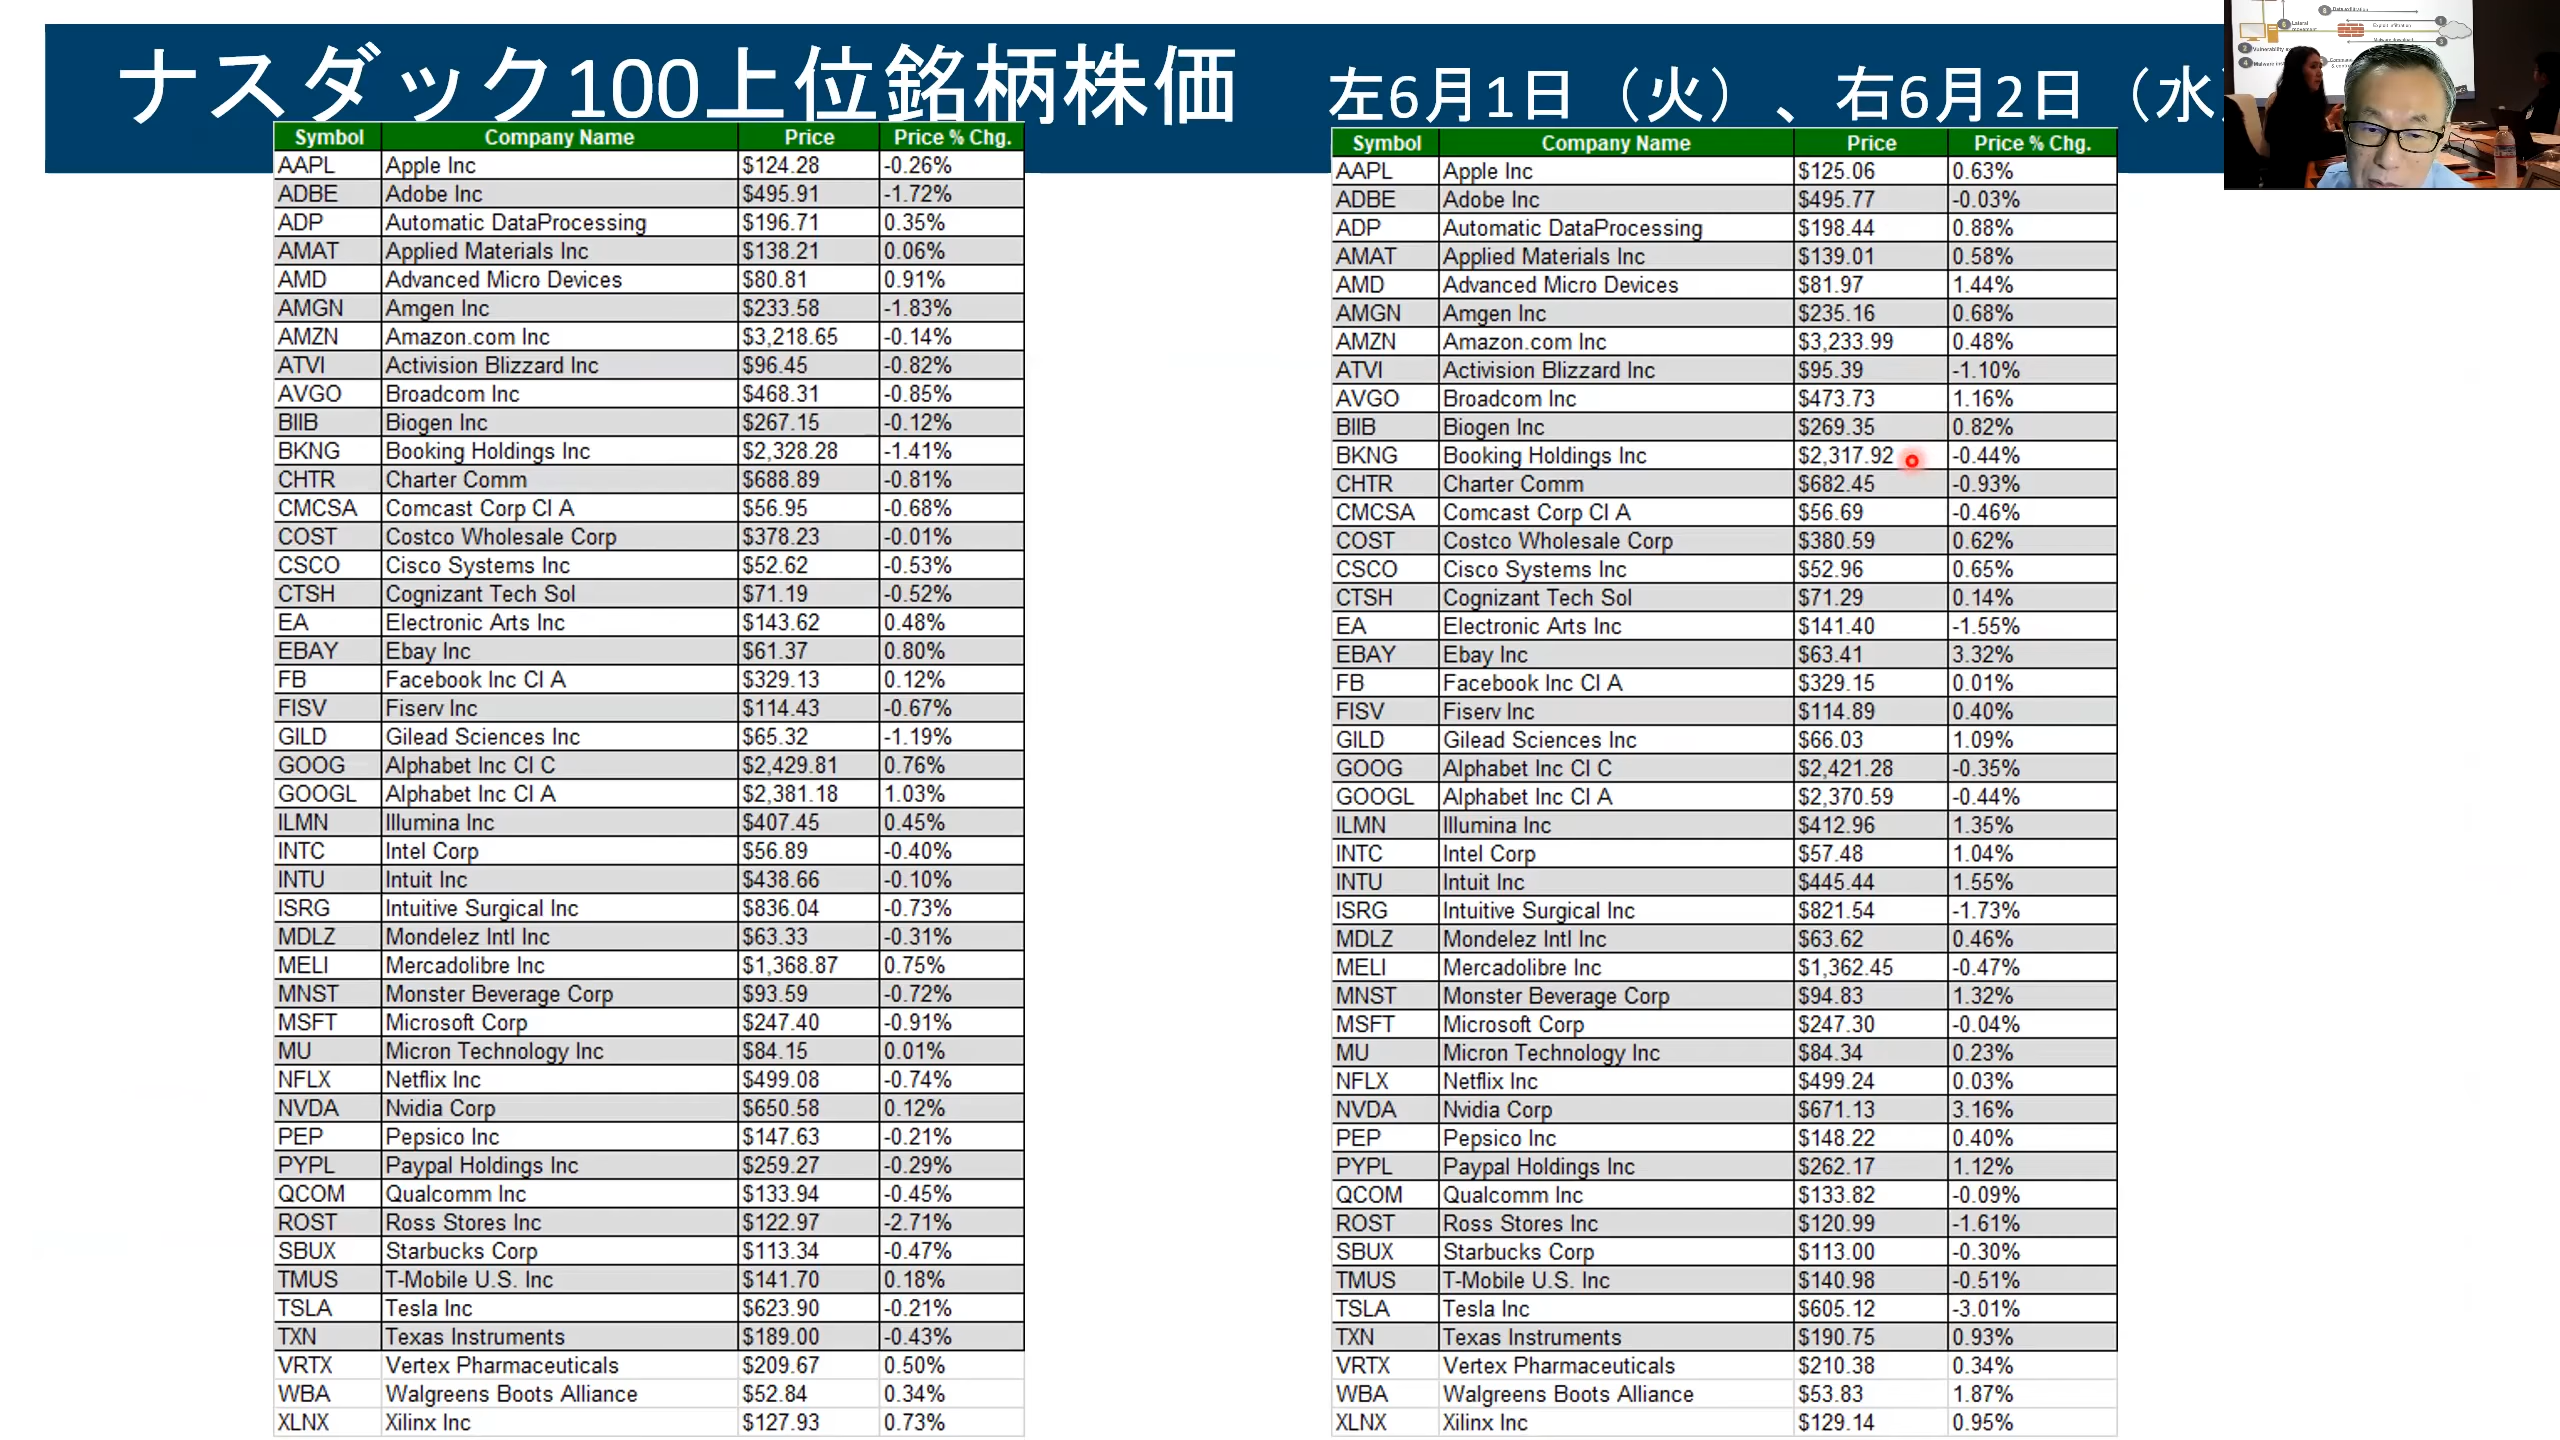 ナスダック100上位銘柄株価 左6月1日（火）、右6月2日（水
Symbol Company Name Price Price % Chg.
AAPL Apple Inc $124.28 -0.26%
ADBE Adobe Inc $495.91 -1.72%
ADP Automatic DataProcessing $196.71 0.35%
AMAT Applied Materials Inc $138.21 0.06%
AMD Advanced Micro Devices $80.81 0.91%
AMGN Amgen Inc $233.58 -1.83%
AMZN Amazon.com Inc $3,218.65 -0.14%
ATVI Activision Blizzard Inc $96.45 -0.82%
AVGO Broadcom Inc $468.31 -0.85%
BIIB Biogen Inc $267.15 -0.12%
BKNG Booking Holdings Inc $2,328.28 -1.41%
CHTR Charter Comm $688.89 -0.81%
CMCSA Comcast Corp Cl A $56.95 -0.68%
COST Costco Wholesale Corp $378.23 -0.01%
CSCO Cisco Systems Inc $52.62 -0.53%
CTSH Cognizant Tech Sol $71.19 -0.52%
EA Electronic Arts Inc $143.62 0.48%
EBAY Ebay Inc $61.37 0.80%
FB Facebook Inc Cl A $329.13 0.12%
FISV Fiserv Inc $114.43 -0.67%
GILD Gilead Sciences Inc $65.32 -1.19%
GOOG Alphabet Inc Cl C $2,429.81 0.76%
GOOGL Alphabet Inc Cl A $2,381.18 1.03%
ILMN Illumina Inc $407.45 0.45%
INTC Intel Corp $56.89 -0.40%
INTU Intuit Inc $438.66 -0.10%
ISRG Intuitive Surgical Inc $836.04 -0.73%
MDLZ Mondelez Intl Inc $63.33 -0.31%
MELI Mercadolibre Inc $1,368.87 0.75%
MNST Monster Beverage Corp $93.59 -0.72%
MSFT Microsoft Corp $247.40 -0.91%
MU Micron Technology Inc $84.15 0.01%
NFLX Netflix Inc $499.08 -0.74%
NVDA Nvidia Corp $650.58 0.12%
PEP Pepsico Inc $147.63 -0.21%
PYPL Paypal Holdings Inc $259.27 -0.29%
QCOM Qualcomm Inc $133.94 -0.45%
ROST Ross Stores Inc $122.97 -2.71%
SBUX Starbucks Corp $113.34 -0.47%
TMUS T-Mobile U.S. Inc $141.70 0.18%
TSLA Tesla Inc $623.90 -0.21%
TXN Texas Instruments $189.00 -0.43%
VRTX Vertex Pharmaceuticals $209.67 0.50%
WBA Walgreens Boots Alliance $52.84 0.34%
XLNX Xilinx Inc $127.93 0.73%
Symbol Company Name Price Price % Chg.
AAPL Apple Inc $125.06 0.63%
ADBE Adobe Inc $495.77 -0.03%
ADP Automatic DataProcessing $198.44 0.88%
AMAT Applied Materials Inc $139.01 0.58%
AMD Advanced Micro Devices $81.97 1.44%
AMGN Amgen Inc $235.16 0.68%
AMZN Amazon.com Inc $3,233.99 0.48%
ATVI Activision Blizzard Inc $95.39 -1.10%
AVGO Broadcom Inc $473.73 1.16%
BIIB Biogen Inc $269.35 0.82%
BKNG Booking Holdings Inc $2,317.92 -0.44%
CHTR Charter Comm $682.45 -0.93%
CMCSA Comcast Corp Cl A $56.69 -0.46%
COST Costco Wholesale Corp $380.59 0.62%
CSCO Cisco Systems Inc $52.96 0.65%
CTSH Cognizant Tech Sol $71.29 0.14%
EA Electronic Arts Inc $141.40 -1.55%
EBAY Ebay Inc $63.41 3.32%
FB Facebook Inc Cl A $329.15 0.01%
FISV Fiserv Inc $114.89 0.40%
GILD Gilead Sciences Inc $66.03 1.09%
GOOG Alphabet Inc Cl C $2,421.28 -0.35%
GOOGL Alphabet Inc Cl A $2,370.59 -0.44%
ILMN Illumina Inc $412.96 1.35%
INTC Intel Corp $57.48 1.04%
INTU Intuit Inc $445.44 1.55%
ISRG Intuitive Surgical Inc $821.54 -1.73%
MDLZ Mondelez Intl Inc $63.62 0.46%
MELI Mercadolibre Inc $1,362.45 -0.47%
MNST Monster Beverage Corp $94.83 1.32%
MSFT Microsoft Corp $247.30 -0.04%
MU Micron Technology Inc $84.34 0.23%
NFLX Netflix Inc $499.24 0.03%
NVDA Nvidia Corp $671.13 3.16%
PEP Pepsico Inc $148.22 0.40%
PYPL Paypal Holdings Inc $262.17 1.12%
QCOM Qualcomm Inc $133.82 -0.09%
ROST Ross Stores Inc $120.99 -1.61%
SBUX Starbucks Corp $113.00 -0.30%
TMUS T-Mobile U.S. Inc $140.98 -0.51%
TSLA Tesla Inc $605.12 -3.01%
TXN Texas Instruments $190.75 0.93%
VRTX Vertex Pharmaceuticals $210.38 0.34%
WBA Walgreens Boots Alliance $53.83 1.87%
XLNX Xilinx Inc $129.14 0.95%